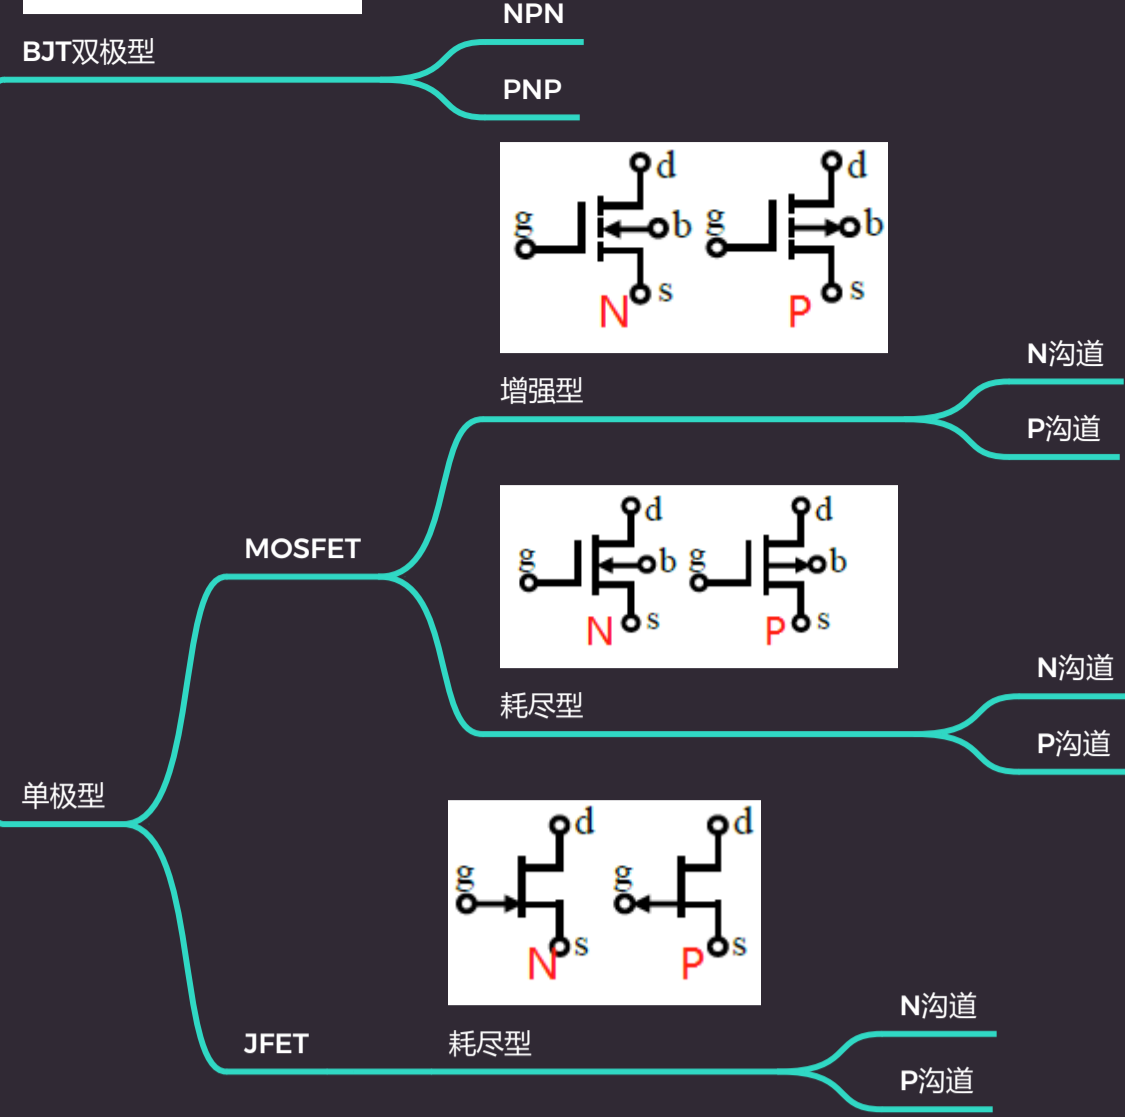 NPN
BJT双极型
PNP
d d
g b g b
s s
N P
N沟道
增强型
P沟道
d d
g b g b
s s
N P
MOSFET
N沟道
耗尽型
P沟道
单极型
d d
g g
s s
N P
N沟道
JFET 耗尽型
P沟道